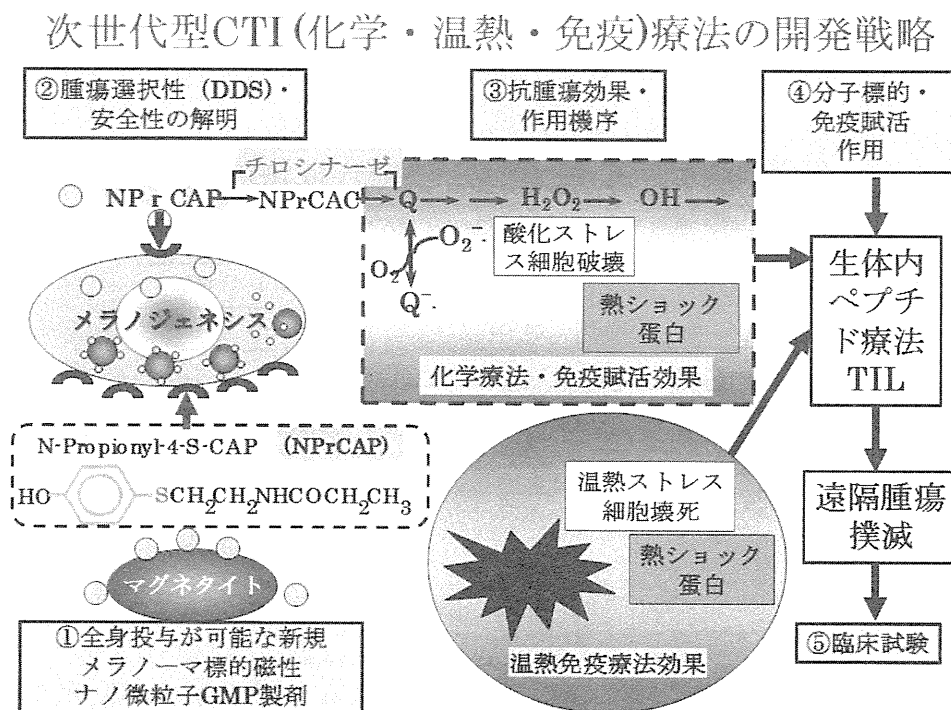 次世代型CTI(化学・温熱・免疫)療法の開発戦略
②腫瘍選択性 (DDS)・
安全性の解明
③抗腫瘍効果・
作用機序
④分子標的・
免疫賦活
作用
チロシナーゼ
NPrCAP
NPrCAC
Q
H₂O₂
OH
O₂⁻·
O₂
Q⁻·
酸化ストレ
ス細胞破壊
メラノジェネシス
熱ショック
蛋白
化学療法・免疫賦活効果
生体内
ペプチ
ド療法
TIL
N-Propionyl-4-S-CAP (NPrCAP)
HO
SCH₂CH₂NHCOCH₂CH₃
温熱ストレス
細胞壊死
熱ショック
蛋白
温熱免疫療法効果
遠隔腫瘍
撲滅
マグネタイト
①全身投与が可能な新規
メラノーマ標的磁性
ナノ微粒子GMP製剤
⑤臨床試験